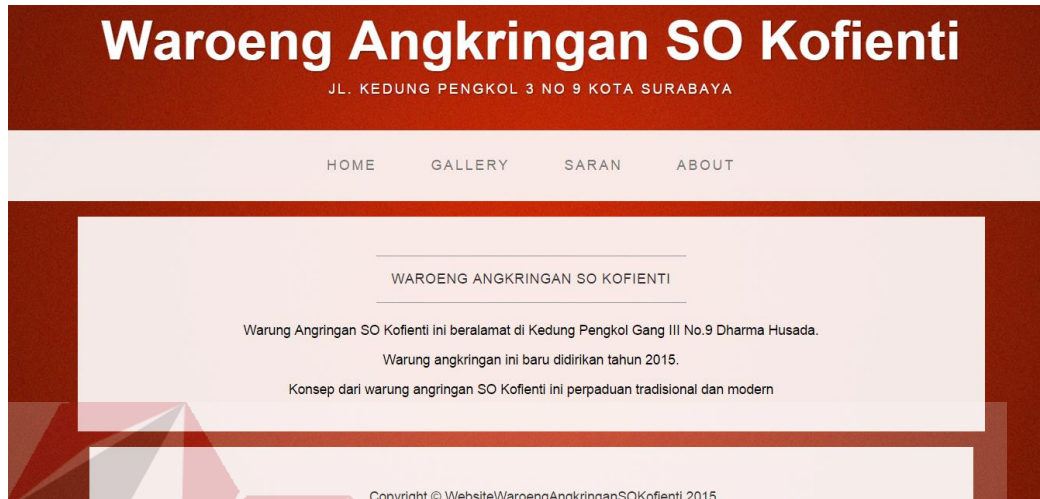 Waroeng Angkringan SO Kofienti
JL. KEDUNG PENGKOL 3 NO 9 KOTA SURABAYA
HOME GALLERY SARAN ABOUT
WAROENG ANGKRINGAN SO KOFIENTI
Warung Angringan SO Kofienti ini beralamat di Kedung Pengkol Gang III No.9 Dharma Husada.
Warung angkringan ini baru didirikan tahun 2015.
Konsep dari warung angringan SO Kofienti ini perpaduan tradisional dan modern
Copyright © WebsiteWaroengAngkringanSOKofienti 2015